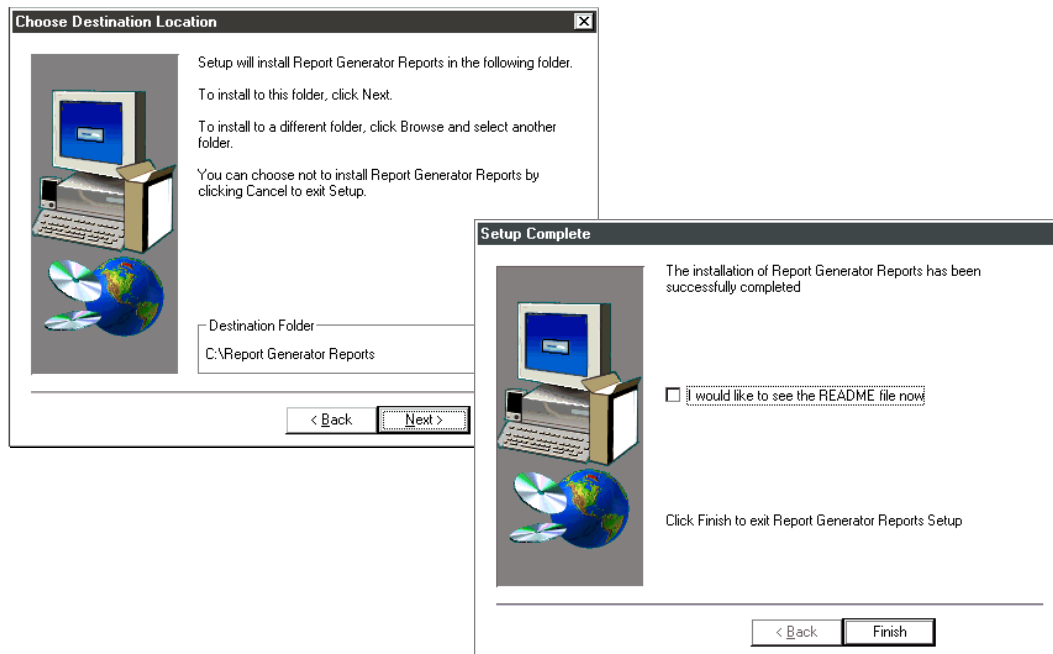 Choose Destination Location
Setup will install Report Generator Reports in the following folder.
To install to this folder, click Next.
To install to a different folder, click Browse and select another
folder.
You can choose not to install Report Generator Reports by
clicking Cancel to exit Setup.
Destination Folder
C:\Report Generator Reports
< Back
Next >
Setup Complete
The installation of Report Generator Reports has been
successfully completed
I would like to see the README file now
Click Finish to exit Report Generator Reports Setup
< Back
Finish